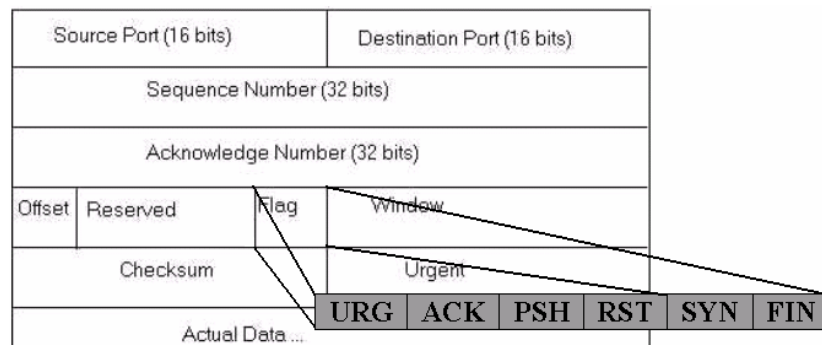 Source Port (16 bits) Destination Port (16 bits)
Sequence Number (32 bits)
Acknowledge Number (32 bits)
Offset Reserved Flag Window
Checksum Urgent
URG ACK PSH RST SYN FIN
Actual Data ...